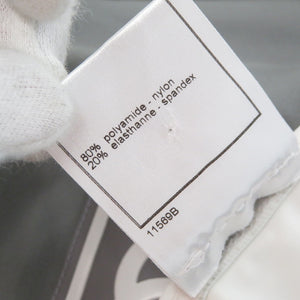 80% polyamide - nylon
20% elasthanne - spandex
11569B